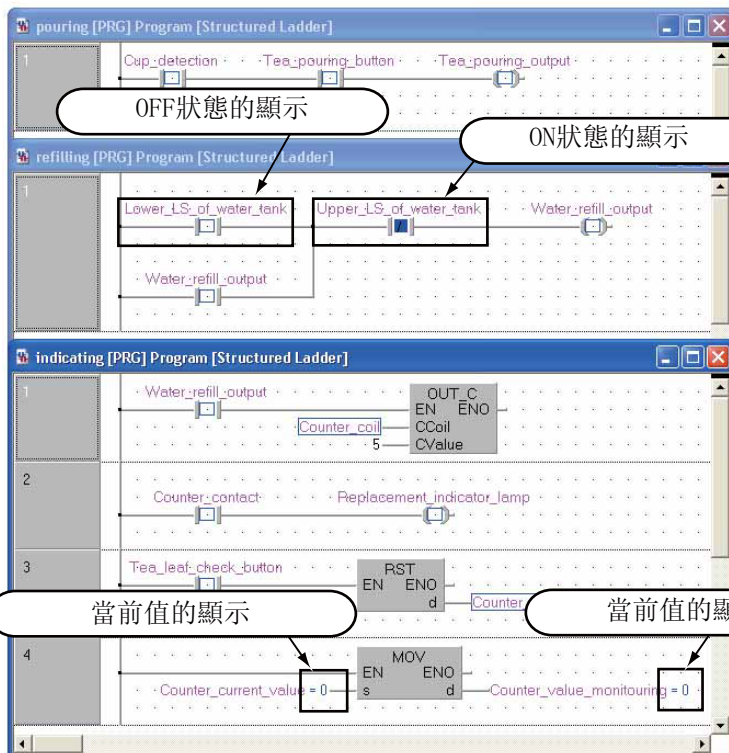 pouring [PRG] Program [Structured Ladder]
1
Cup_detection Tea_pouring_button Tea_pouring_output
OFF狀態的顯示
ON狀態的顯示
refilling [PRG] Program [Structured Ladder]
1
Lower_LS_of_water_tank Upper_LS_of_water_tank Water_refill_output
Water_refill_output
indicating [PRG] Program [Structured Ladder]
1
Water_refill_output
OUT_C
EN ENO
Counter_coil CCoil
5 CValue
2
Counter_contact Replacement_indicator_lamp
3
Tea_leaf_check_button RST
EN ENO
d Counter_
當前值的顯示
當前值的顯
4
MOV
EN ENO
Counter_current_value = 0 s d Counter_value_monitouring = 0